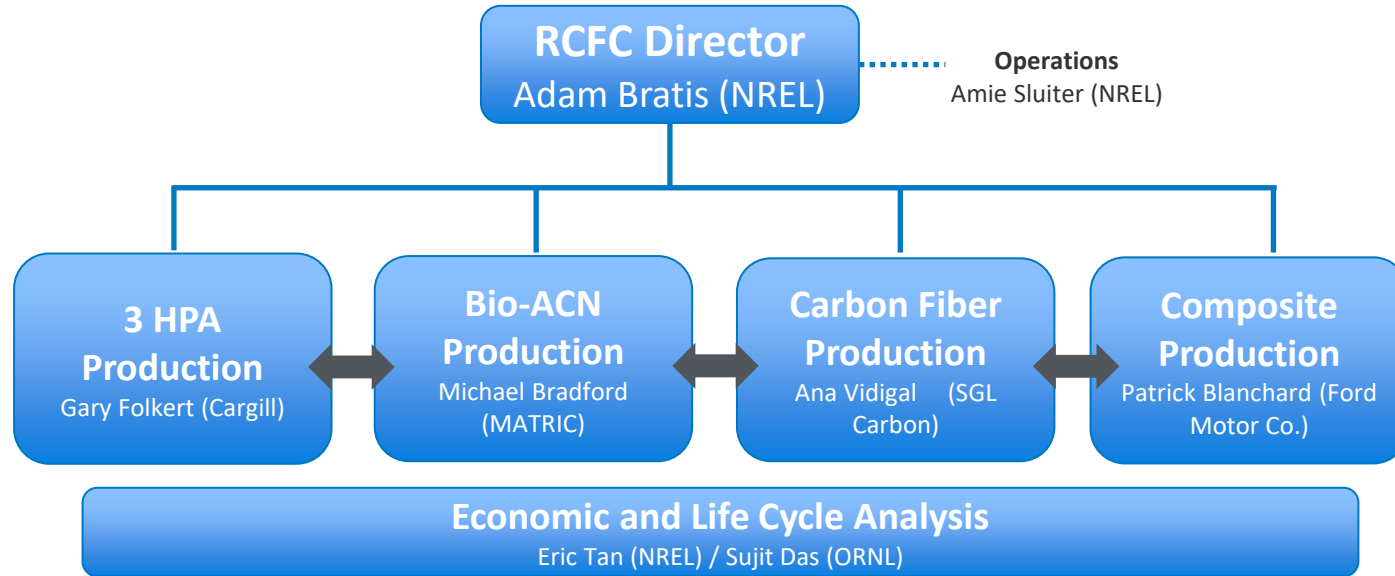 RCFC Director
Adam Bratis (NREL)
Operations
Amie Sluiter (NREL)
3 HPA
Production
Gary Folkert (Cargill)
Bio-ACN
Production
Michael Bradford
(MATRIC)
Carbon Fiber
Production
Ana Vidigal (SGL
Carbon)
Composite
Production
Patrick Blanchard (Ford
Motor Co.)
Economic and Life Cycle Analysis
Eric Tan (NREL) / Sujit Das (ORNL)